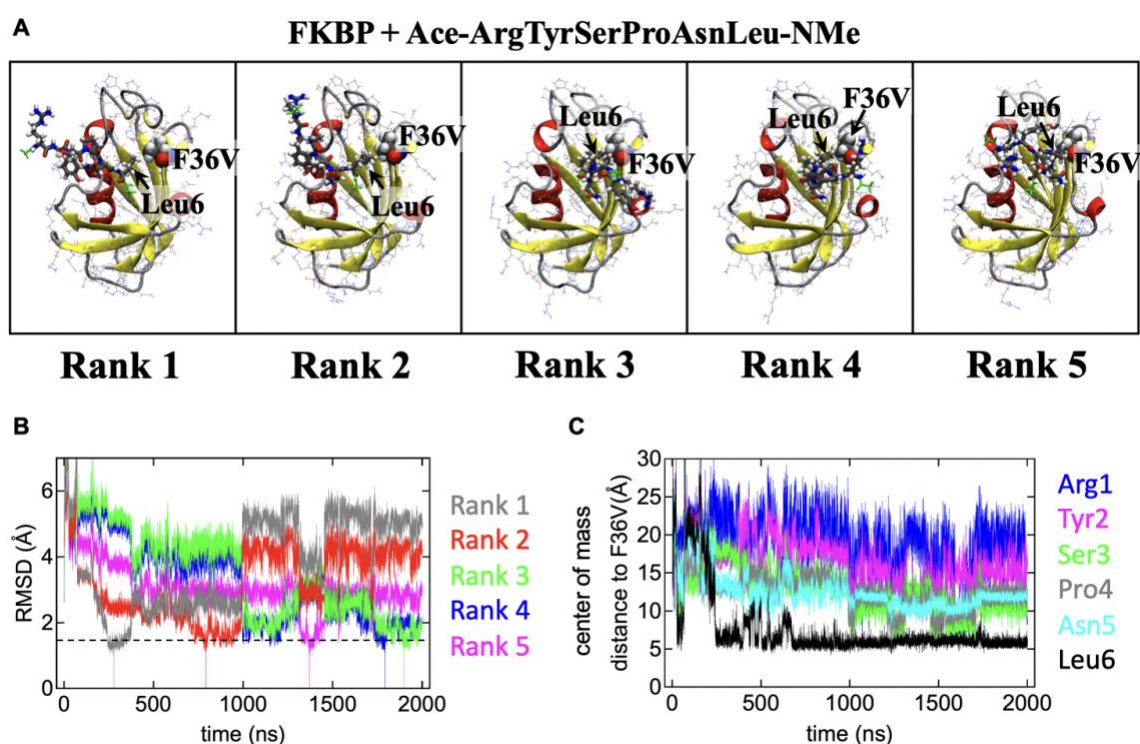 A
FKBP + Ace-ArgTyrSerProAsnLeu-NMe
F36V
Leu6
F36V
Leu6
Leu6
F36V
F36V
Leu6
Leu6
F36V
Rank 1
Rank 2
Rank 3
Rank 4
Rank 5
B
RMSD (Å)
6
4
2
0
0
500
1000
1500
2000
time (ns)
Rank 1
Rank 2
Rank 3
Rank 4
Rank 5
C
center of mass
distance to F36V(Å)
30
25
20
15
10
5
0
0
500
1000
1500
2000
time (ns)
Arg1
Tyr2
Ser3
Pro4
Asn5
Leu6